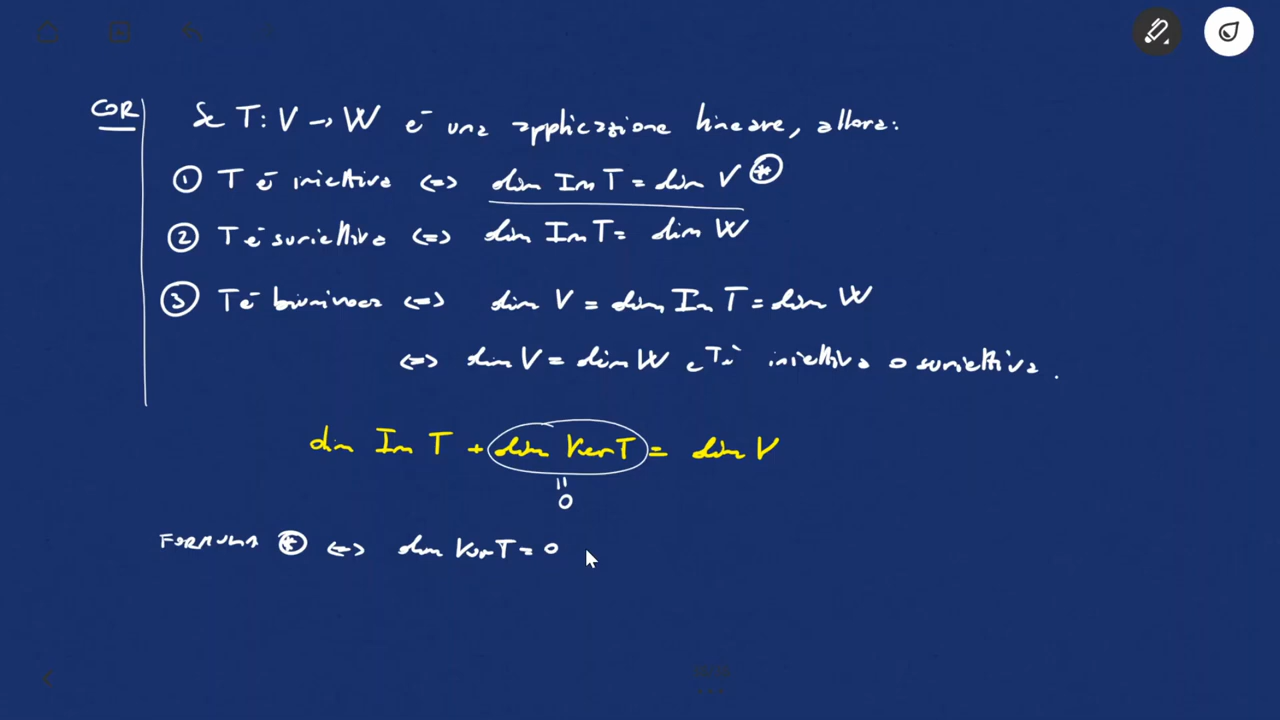 COR Se T: V → W è una applicazione lineare, allora:
① T è iniettiva <=> dim Im T = dim V ⊛
② T è suriettiva <=> dim Im T = dim W
③ T è biunivoca <=> dim V = dim Im T = dim W
<=> dim V = dim W e T è iniettiva o suriettiva.
dim Im T + dim Ker T = dim V
=
0
FORMULA ⊛ <=> dim Ker T = 0